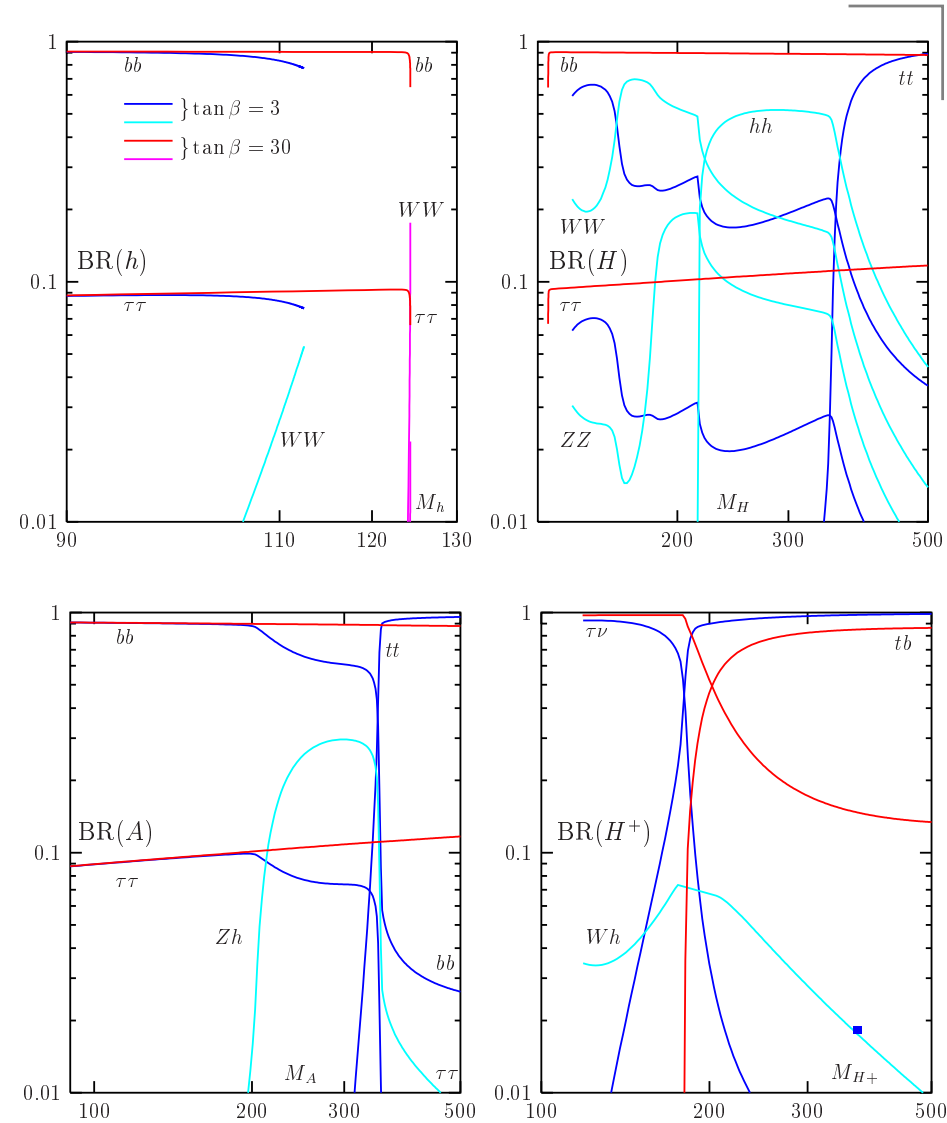 1
bb
bb
} tan β = 3
} tan β = 30
WW
BR(h)
0.1
ττ
ττ
WW
M_h
0.01
90
110
120
130
1
bb
tt
hh
WW
BR(H)
0.1
ττ
ZZ
M_H
0.01
200
300
500
1
bb
tt
BR(A)
0.1
ττ
Zh
bb
M_A
ττ
0.01
100
200
300
500
1
τν
tb
BR(H⁺)
0.1
Wh
M_{H+}
0.01
100
200
300
500